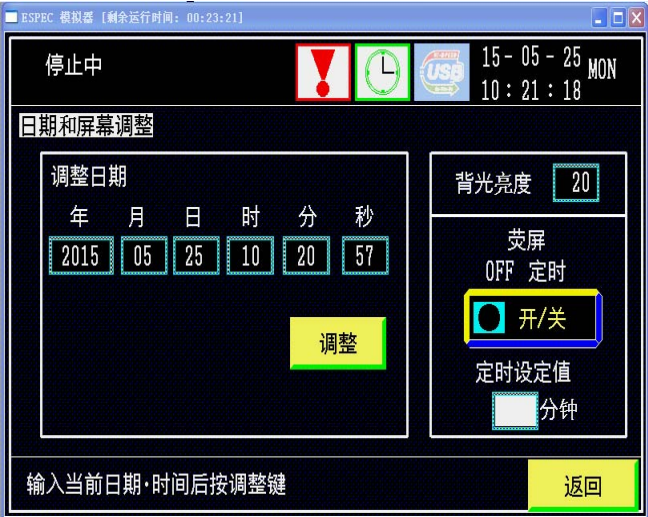 ESPEC 模拟器 [剩余运行时间: 00:23:21]
停止中
USB
15-05-25 MON
10:21:18
日期和屏幕调整
调整日期
年 月 日 时 分 秒
2015 05 25 10 20 57
调整
背光亮度 20
荧屏
OFF 定时
开/关
定时设定值
分钟
输入当前日期·时间后按调整键
返回